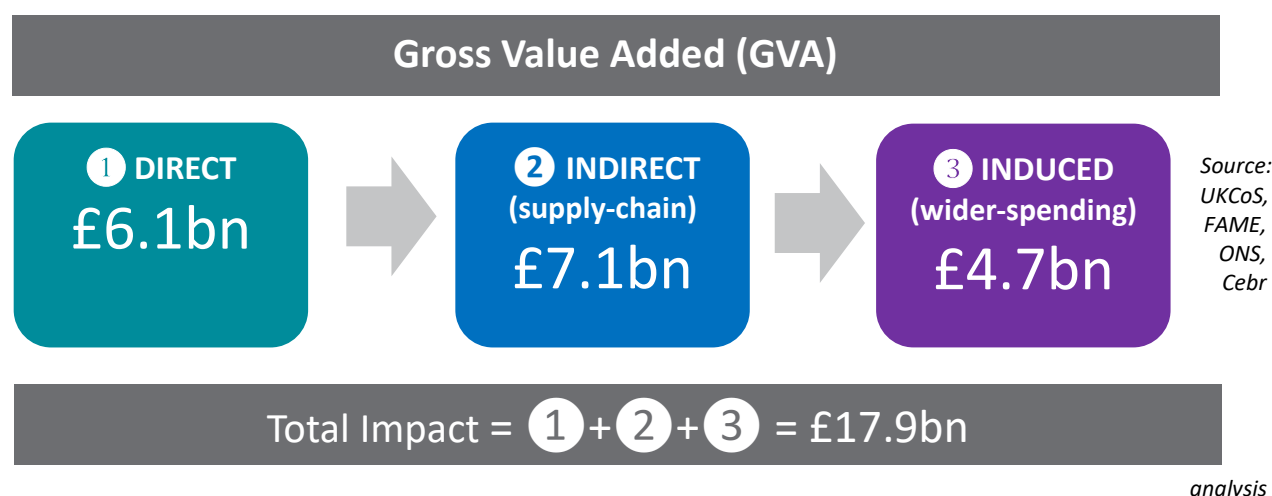 Gross Value Added (GVA)
1 DIRECT
£6.1bn
2 INDIRECT
(supply-chain)
£7.1bn
3 INDUCED
(wider-spending)
£4.7bn
Source:
UKCoS,
FAME,
ONS,
Cebr
Total Impact = 1+2+3 = £17.9bn
analysis